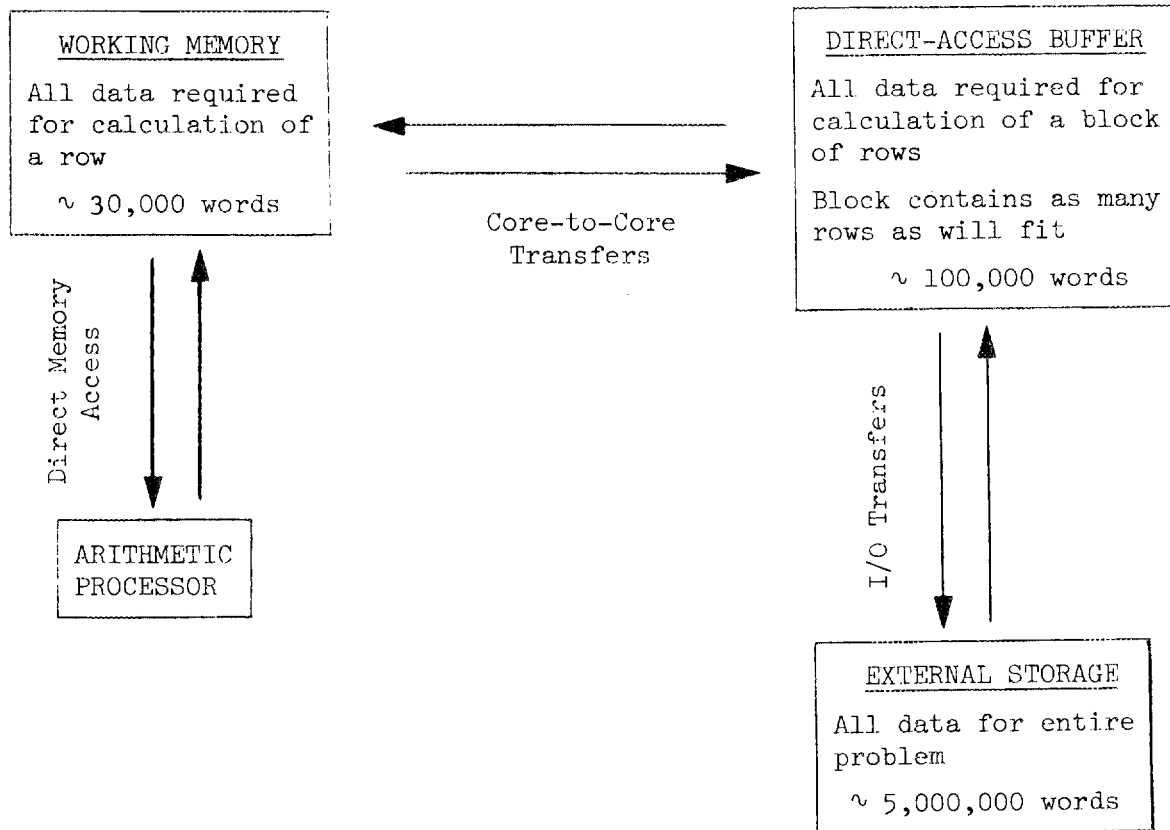 WORKING MEMORY
All data required
for calculation of
a row
~ 30,000 words
DIRECT-ACCESS BUFFER
All data required for
calculation of a block
of rows
Block contains as many
rows as will fit
~ 100,000 words
Core-to-Core
Transfers
Direct Memory
Access
ARITHMETIC
PROCESSOR
I/O Transfers
EXTERNAL STORAGE
All data for entire
problem
~ 5,000,000 words